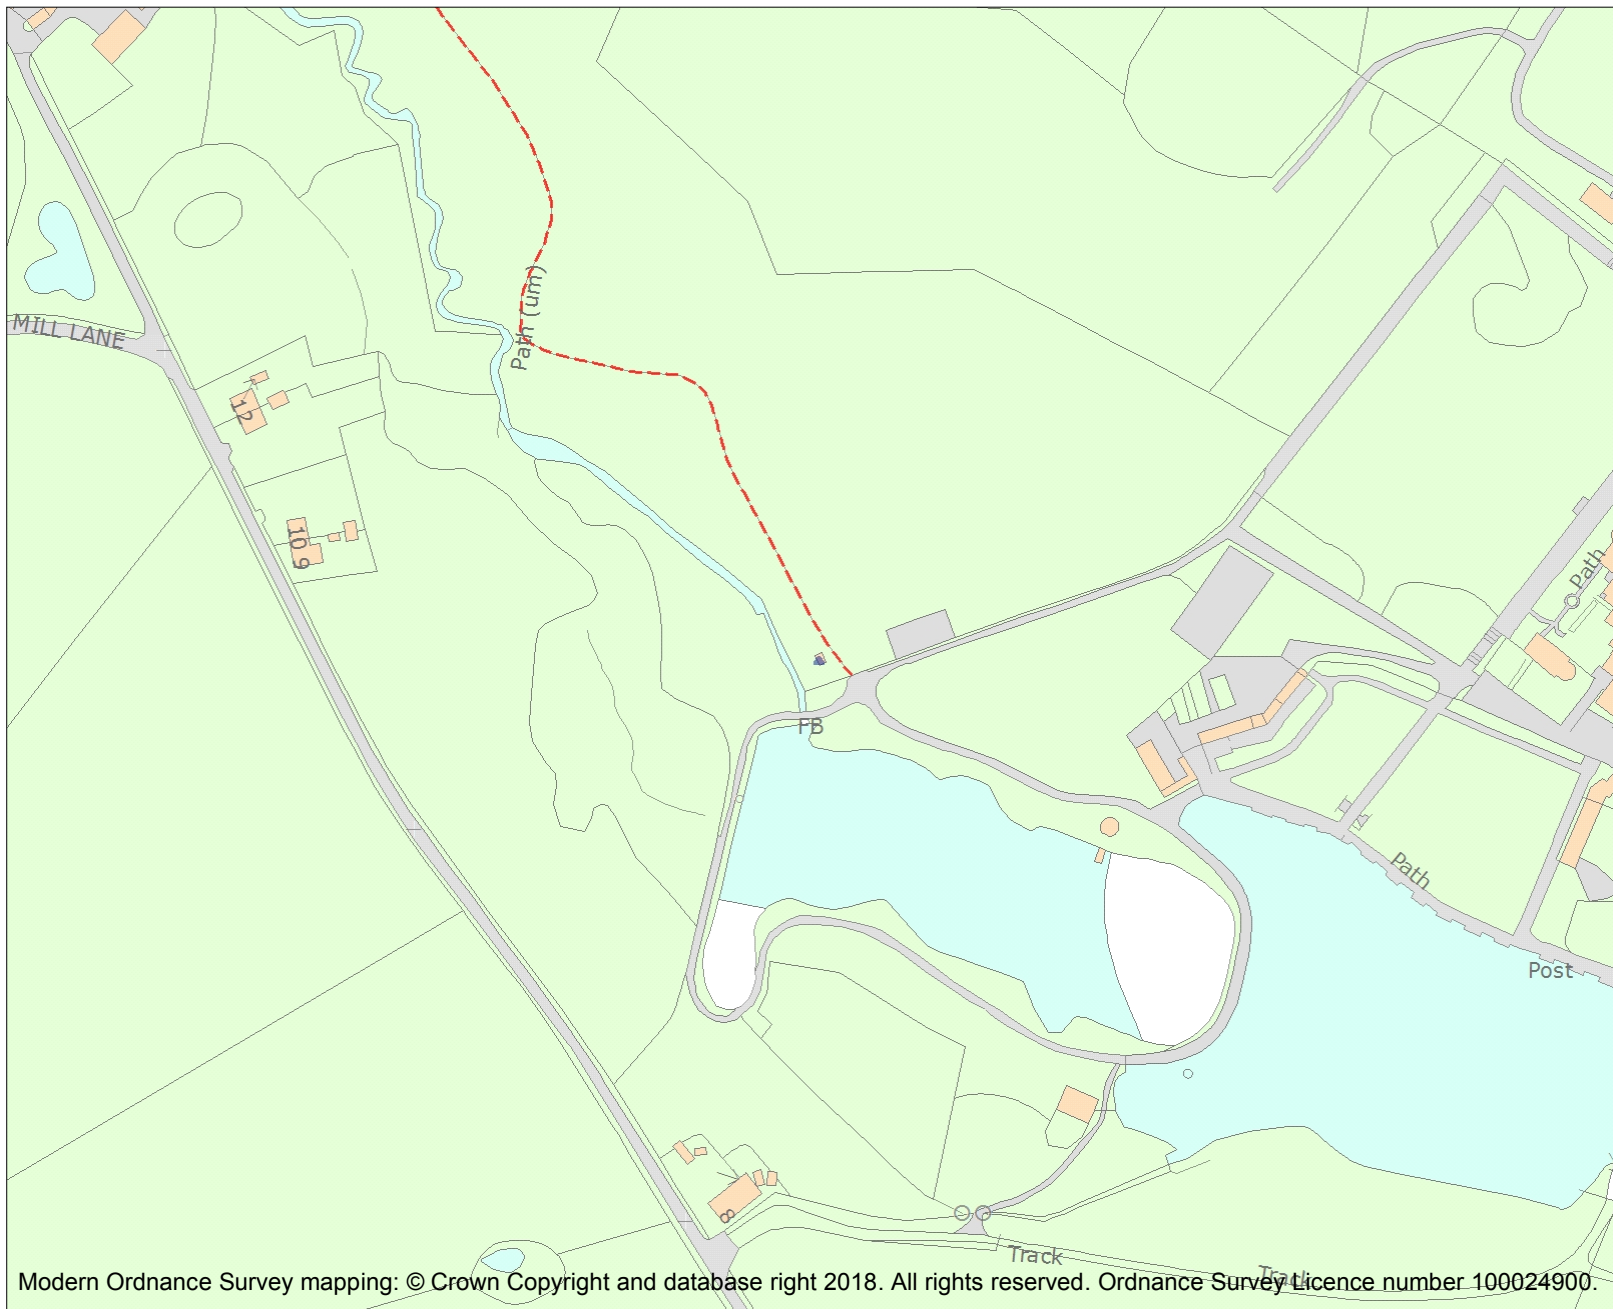 Path (um)
MILL LANE
12
10
9
Path
FB
Path
Post
8
Track
Track
Modern Ordnance Survey mapping: © Crown Copyright and database right 2018. All rights reserved. Ordnance Survey Licence number 100024900.